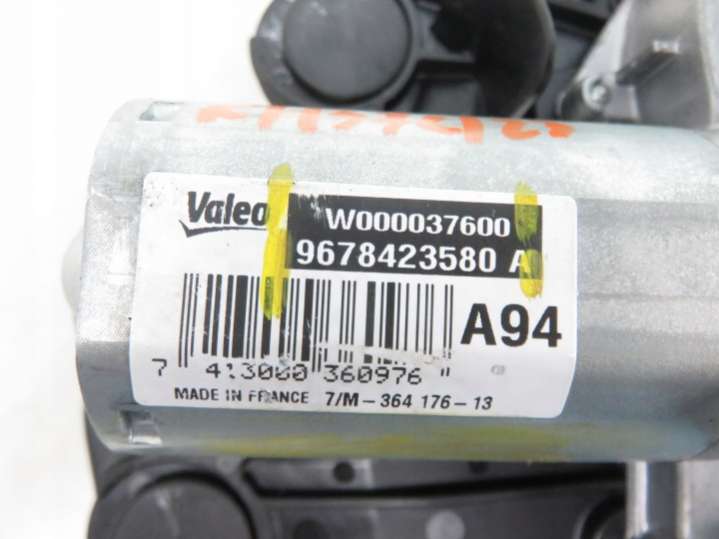 Valeo
W000037600
9678423580 A
A94
7 413000 360976
MADE IN FRANCE 7/M-364 176-13